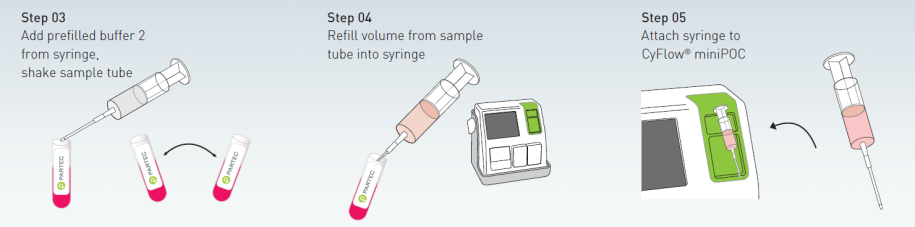 Step 03
Add prefilled buffer 2
from syringe,
shake sample tube
PARTEC
PARTEC
PARTEC
Step 04
Refill volume from sample
tube into syringe
PARTEC
Step 05
Attach syringe to
CyFlow® miniPOC